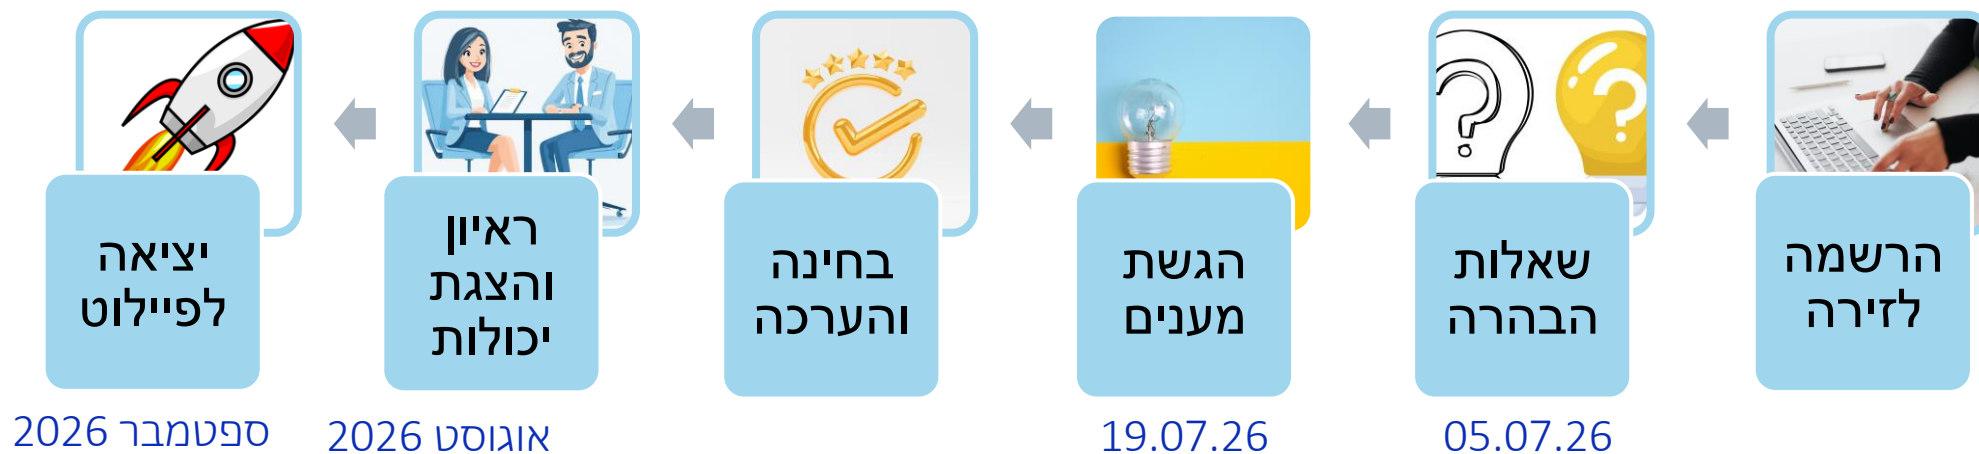 הרשמה
לזירה
שאלות
הבהרה
05.07.26
הגשת
מענים
19.07.26
בחינה
והערכה
ראיון
והצגת
יכולות
אוגוסט 2026
יציאה
לפיילוט
ספטמבר 2026